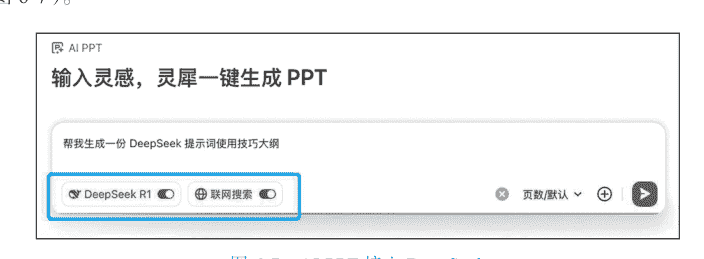 AI PPT
输入灵感，灵犀一键生成 PPT
帮我生成一份 DeepSeek 提示词使用技巧大纲
DeepSeek R1 联网搜索 页数/默认